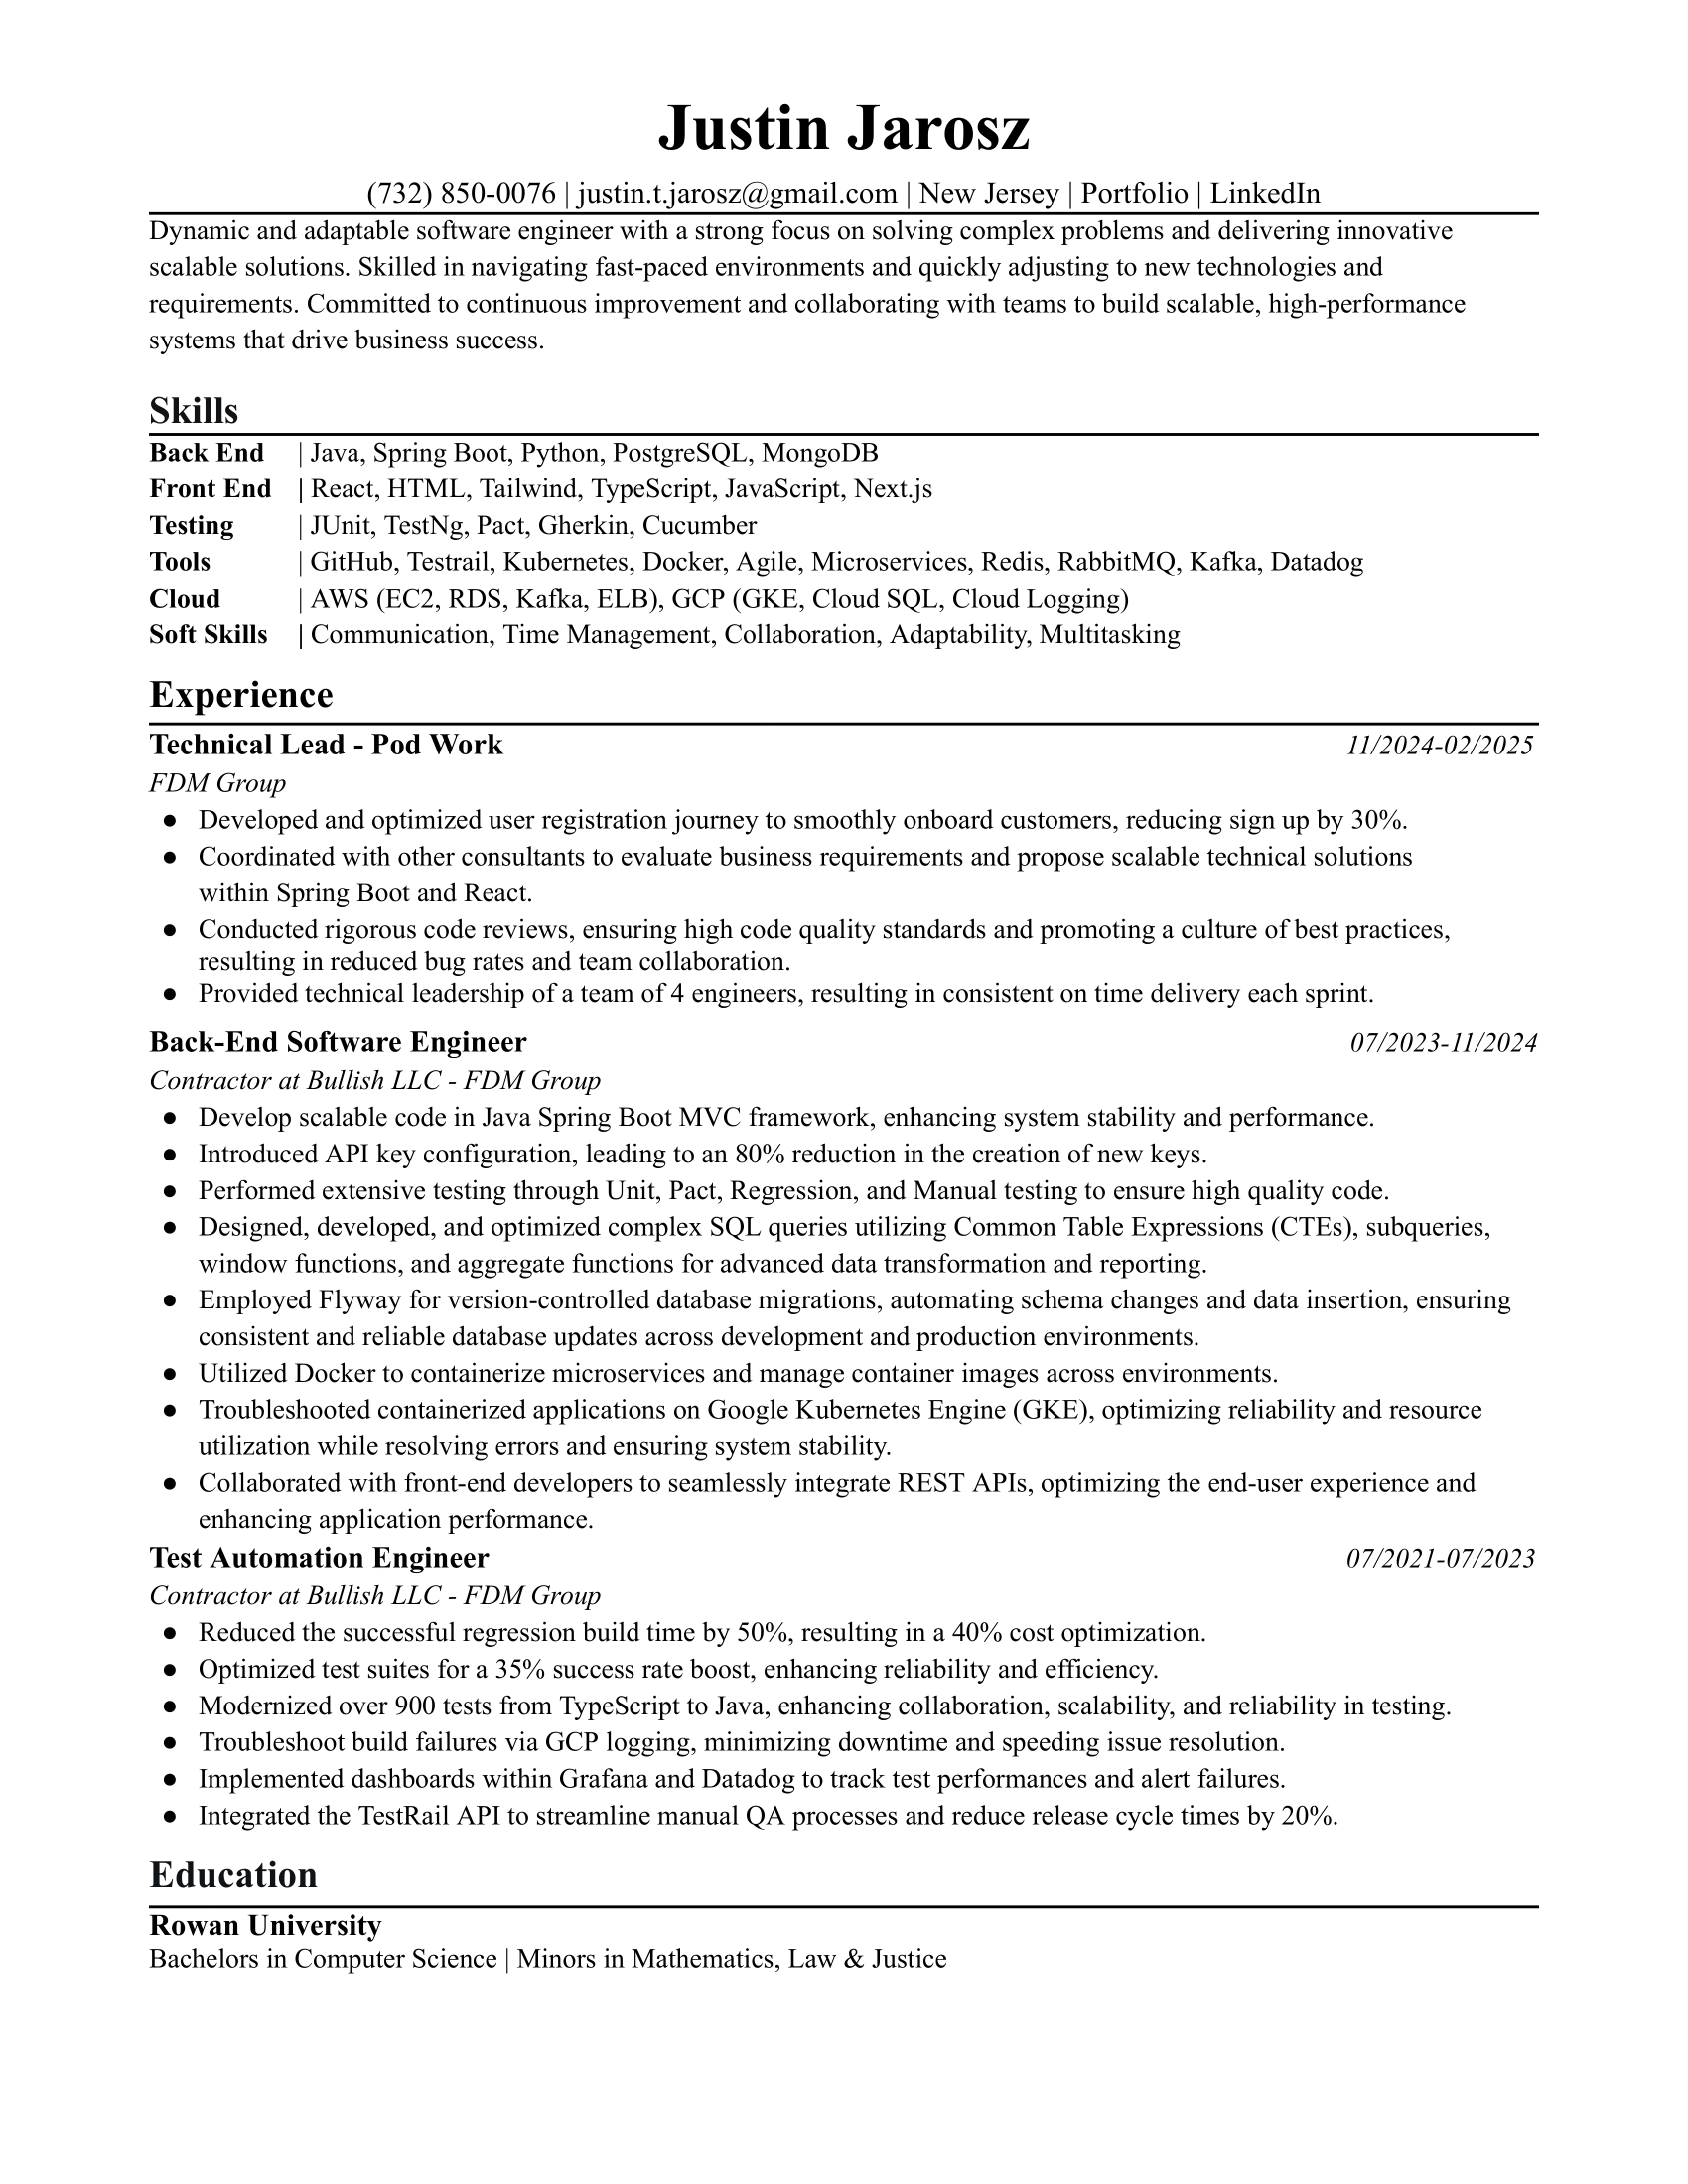 Justin Jarosz
(732) 850-0076 | justin.t.jarosz@gmail.com | New Jersey | Portfolio | LinkedIn
Dynamic and adaptable software engineer with a strong focus on solving complex problems and delivering innovative
scalable solutions. Skilled in navigating fast-paced environments and quickly adjusting to new technologies and
requirements. Committed to continuous improvement and collaborating with teams to build scalable, high-performance
systems that drive business success.
Skills
Back End | Java, Spring Boot, Python, PostgreSQL, MongoDB
Front End | React, HTML, Tailwind, TypeScript, JavaScript, Next.js
Testing | JUnit, TestNg, Pact, Gherkin, Cucumber
Tools | GitHub, Testrail, Kubernetes, Docker, Agile, Microservices, Redis, RabbitMQ, Kafka, Datadog
Cloud | AWS (EC2, RDS, Kafka, ELB), GCP (GKE, Cloud SQL, Cloud Logging)
Soft Skills | Communication, Time Management, Collaboration, Adaptability, Multitasking
Experience
Technical Lead - Pod Work 11/2024-02/2025
FDM Group
● Developed and optimized user registration journey to smoothly onboard customers, reducing sign up by 30%.
● Coordinated with other consultants to evaluate business requirements and propose scalable technical solutions
within Spring Boot and React.
● Conducted rigorous code reviews, ensuring high code quality standards and promoting a culture of best practices,
resulting in reduced bug rates and team collaboration.
● Provided technical leadership of a team of 4 engineers, resulting in consistent on time delivery each sprint.
Back-End Software Engineer 07/2023-11/2024
Contractor at Bullish LLC - FDM Group
● Develop scalable code in Java Spring Boot MVC framework, enhancing system stability and performance.
● Introduced API key configuration, leading to an 80% reduction in the creation of new keys.
● Performed extensive testing through Unit, Pact, Regression, and Manual testing to ensure high quality code.
● Designed, developed, and optimized complex SQL queries utilizing Common Table Expressions (CTEs), subqueries,
window functions, and aggregate functions for advanced data transformation and reporting.
● Employed Flyway for version-controlled database migrations, automating schema changes and data insertion, ensuring
consistent and reliable database updates across development and production environments.
● Utilized Docker to containerize microservices and manage container images across environments.
● Troubleshooted containerized applications on Google Kubernetes Engine (GKE), optimizing reliability and resource
utilization while resolving errors and ensuring system stability.
● Collaborated with front-end developers to seamlessly integrate REST APIs, optimizing the end-user experience and
enhancing application performance.
Test Automation Engineer 07/2021-07/2023
Contractor at Bullish LLC - FDM Group
● Reduced the successful regression build time by 50%, resulting in a 40% cost optimization.
● Optimized test suites for a 35% success rate boost, enhancing reliability and efficiency.
● Modernized over 900 tests from TypeScript to Java, enhancing collaboration, scalability, and reliability in testing.
● Troubleshoot build failures via GCP logging, minimizing downtime and speeding issue resolution.
● Implemented dashboards within Grafana and Datadog to track test performances and alert failures.
● Integrated the TestRail API to streamline manual QA processes and reduce release cycle times by 20%.
Education
Rowan University
Bachelors in Computer Science | Minors in Mathematics, Law & Justice